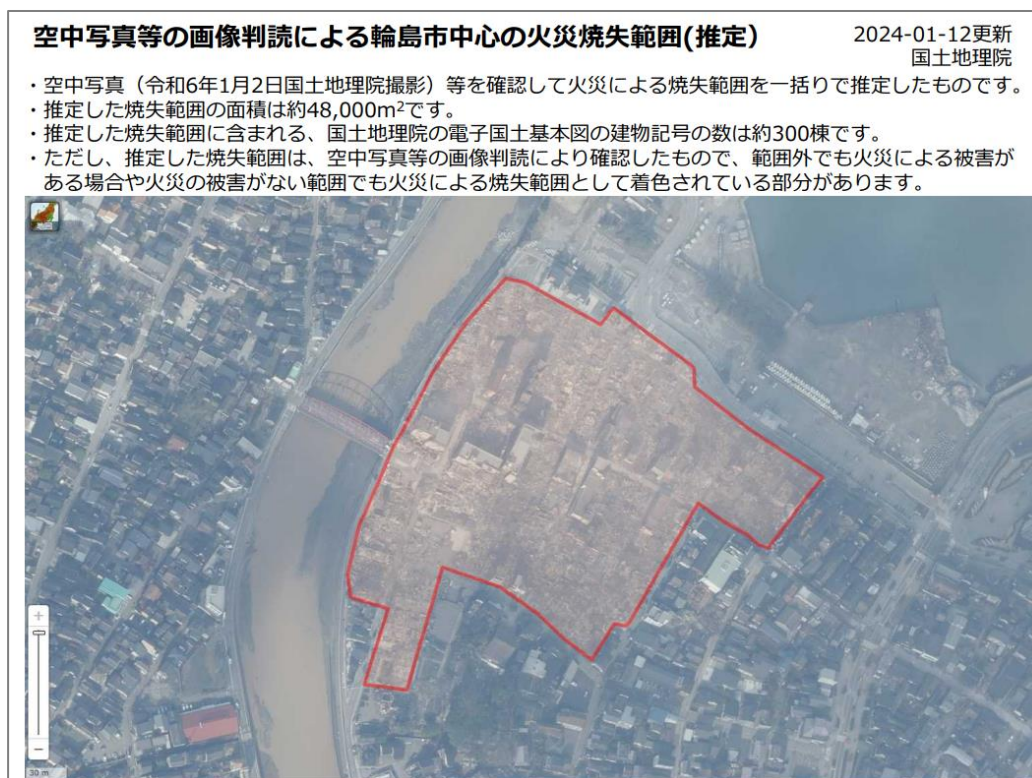 空中写真等の画像判読による輪島市中心の火災焼失範囲(推定)
2024-01-12更新
国土地理院
・空中写真（令和6年1月2日国土地理院撮影）等を確認して火災による焼失範囲を一括りで推定したものです。
・推定した焼失範囲の面積は約48,000m²です。
・推定した焼失範囲に含まれる、国土地理院の電子国土基本図の建物記号の数は約300棟です。
・ただし、推定した焼失範囲は、空中写真等の画像判読により確認したもので、範囲外でも火災による被害が
ある場合や火災の被害がない範囲でも火災による焼失範囲として着色されている部分があります。
+
−
30 m